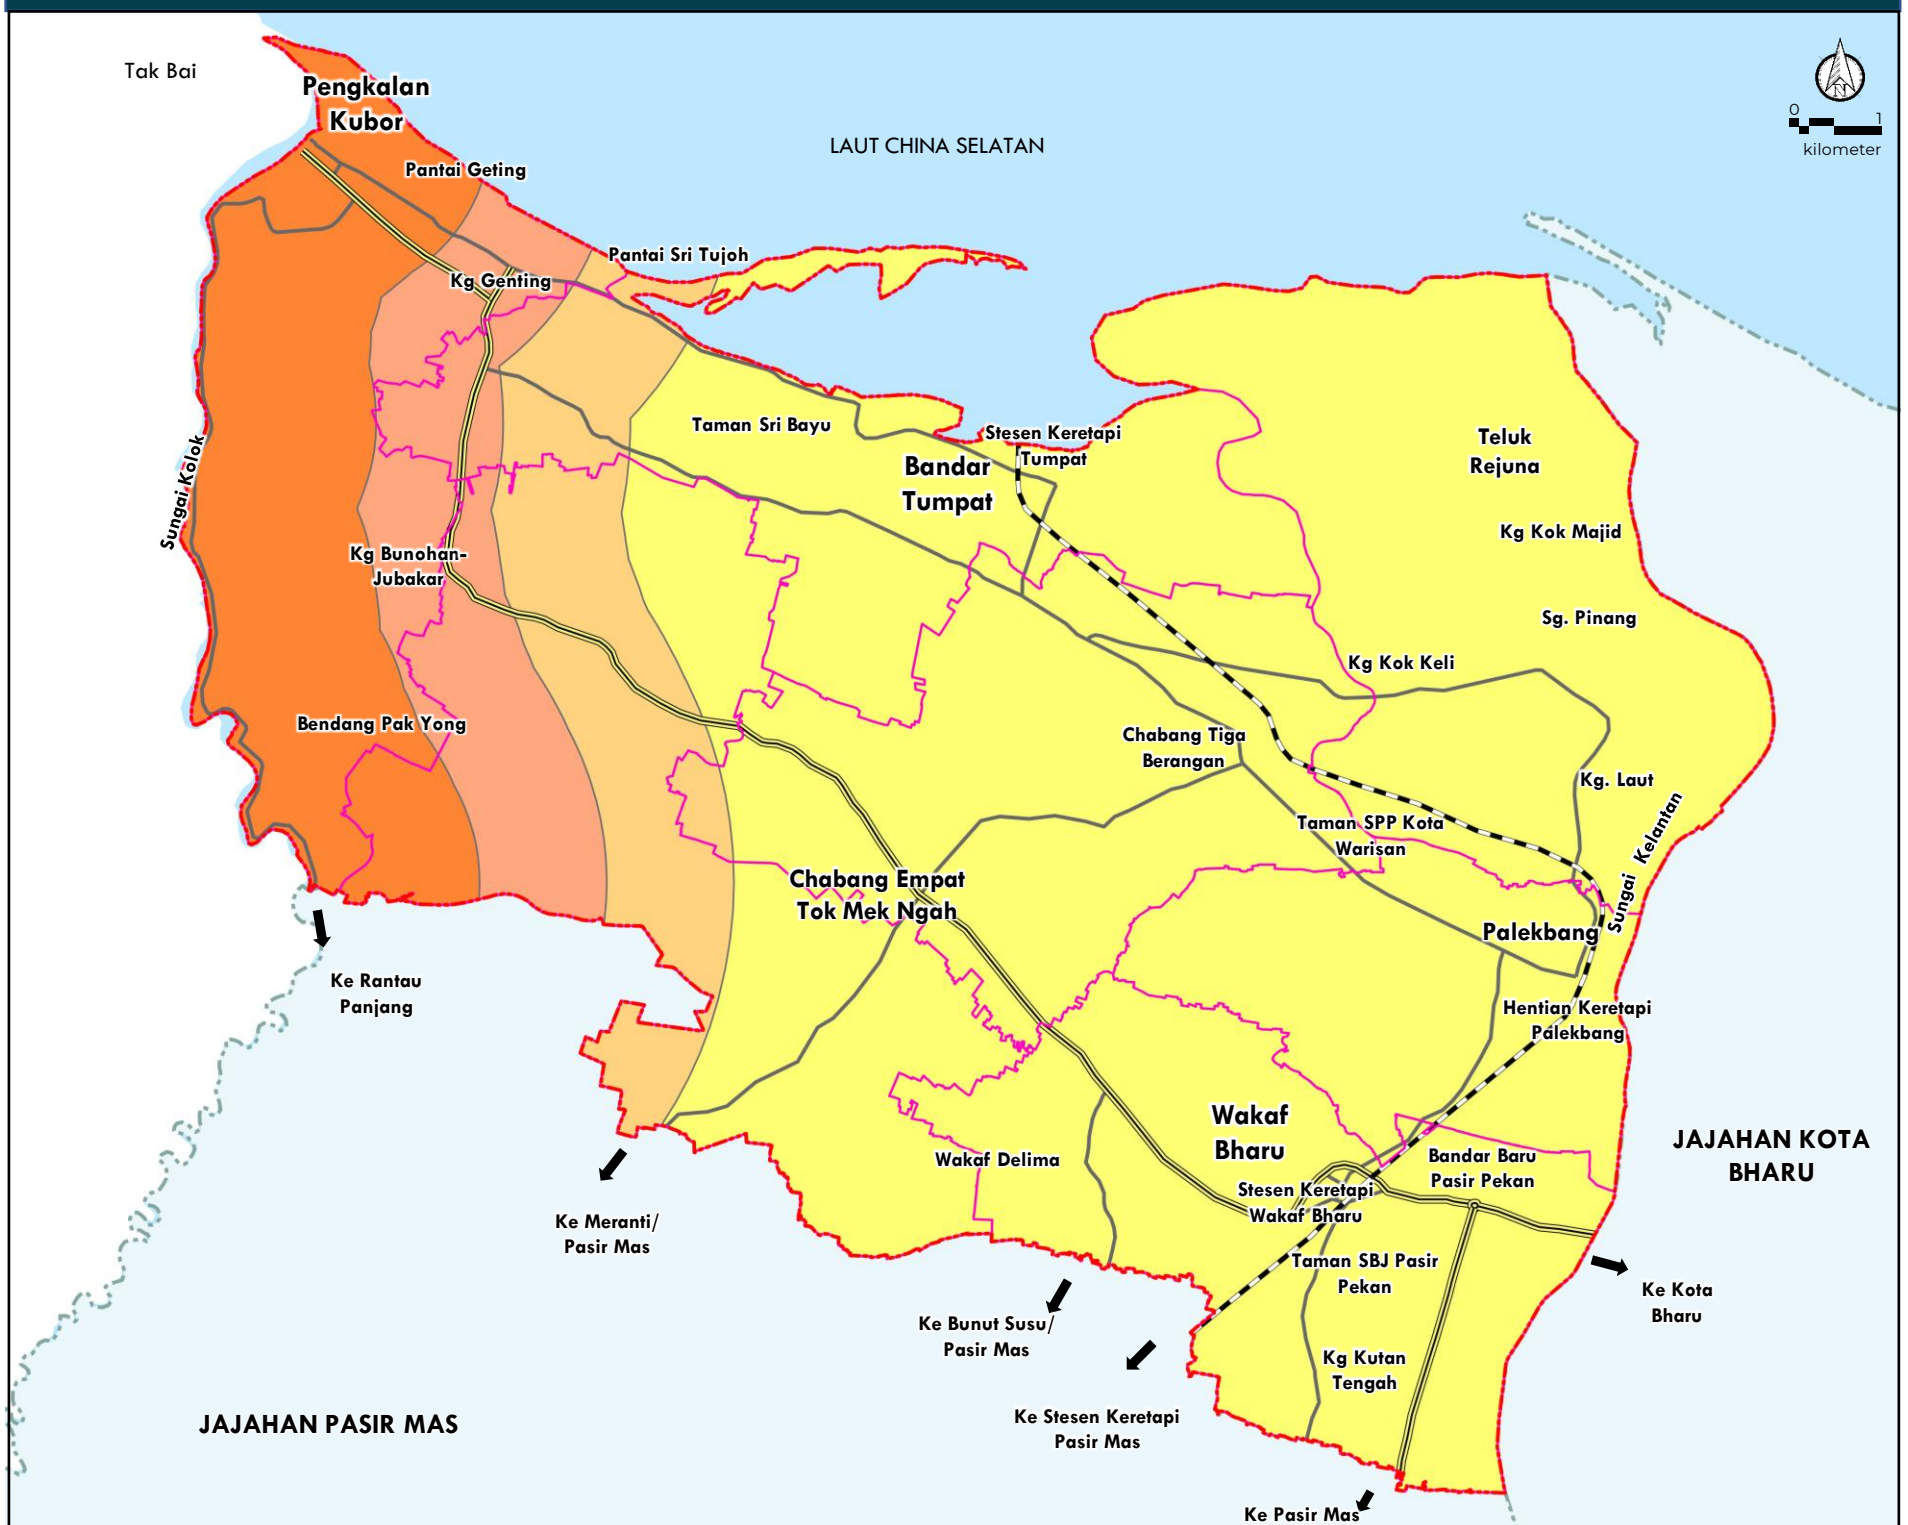 Tak Bai
Pengkalan
Kubor
N
0 1
kilometer
LAUT CHINA SELATAN
Pantai Geting
Pantai Sri Tujoh
Kg Genting
Taman Sri Bayu
Stesen Keretapi
Tumpat
Bandar
Tumpat
Teluk
Rejuna
Sungai Kolok
Kg Kok Majid
Kg Bunohan-
Jubakar
Sg. Pinang
Kg Kok Keli
Bendang Pak Yong
Chabang Tiga
Berangan
Kg. Laut
Sungai Kelantan
Taman SPP Kota
Warisan
Chabang Empat
Tok Mek Ngah
Palekbang
Ke Rantau
Panjang
Hentian Keretapi
Palekbang
Wakaf
Bharu
JAJAHAN KOTA
BHARU
Wakaf Delima
Bandar Baru
Pasir Pekan
Stesen Keretapi
Wakaf Bharu
Ke Meranti/
Pasir Mas
Taman SBJ Pasir
Pekan
Ke Kota
Bharu
Ke Bunut Susu/
Pasir Mas
Kg Kutan
Tengah
JAJAHAN PASIR MAS
Ke Stesen Keretapi
Pasir Mas
Ke Pasir Mas